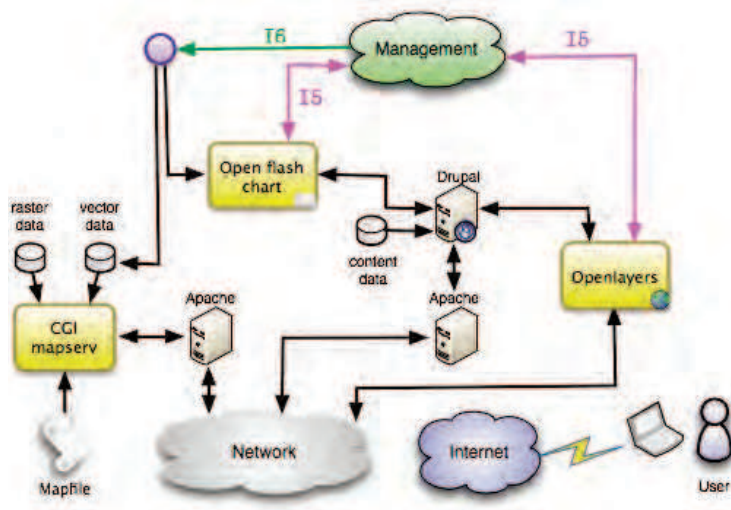 I6
Management
I5
I5
Open flash
chart
Drupal
raster
data
vector
data
content
data
Openlayers
Apache
Apache
CGI
mapserv
Network
Internet
Mapfile
User